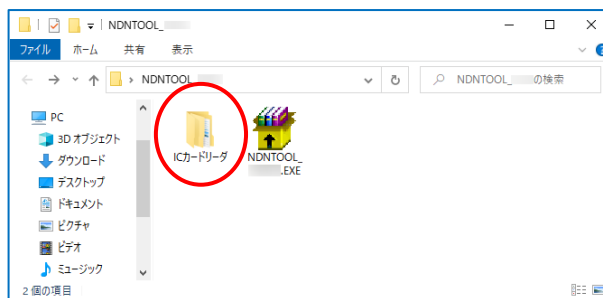 NDNTOOL_
ファイル ホーム 共有 表示
NDNTOOL_
NDNTOOL_ の検索
PC
3D オブジェクト
ダウンロード
デスクトップ
ドキュメント
ピクチャ
ビデオ
ミュージック
ICカードリーダ
NDNTOOL_
.EXE
2 個の項目